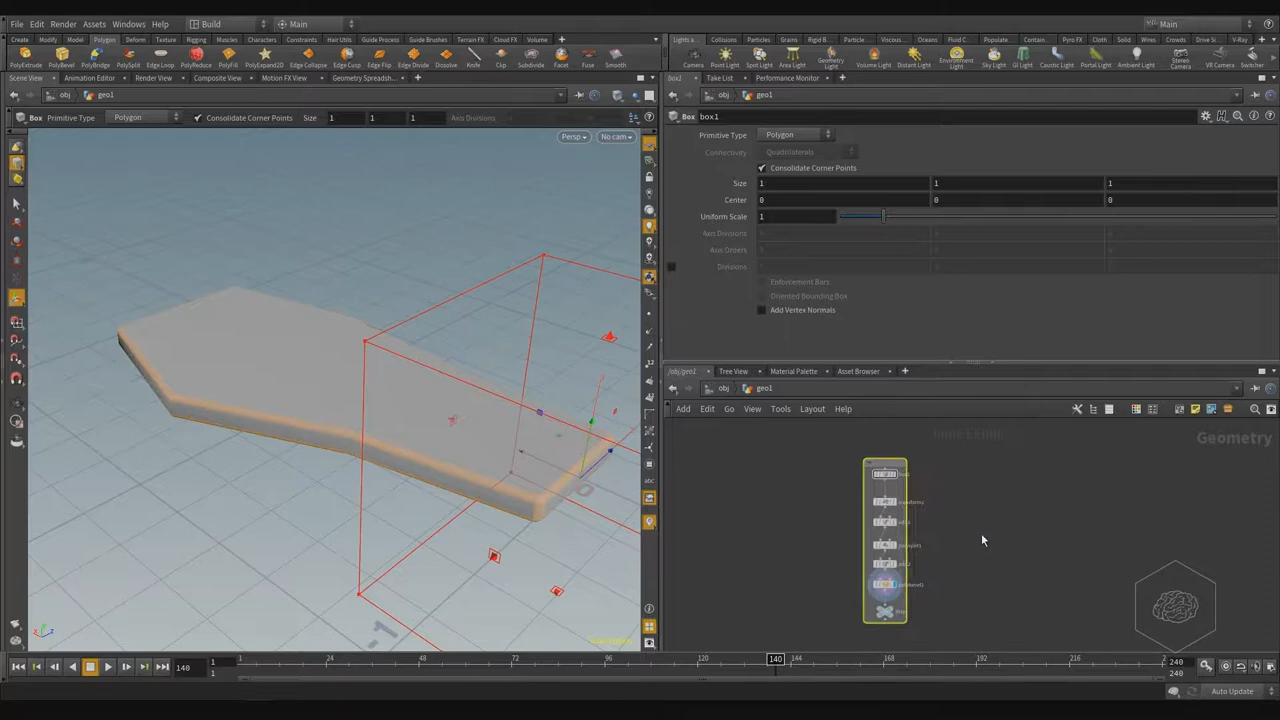 File Edit Render Assets Windows Help Build Main Main
Create Modify Model Polygon Deform Texture Rigging Muscles Characters Constraints Hair Utils Guide Process Guide Brushes Terrain FX Cloud FX Volume
Collisions Particles Grains Vellum Rigid B... Particle... Viscous... Oceans Fluid Con... Populate... Contain... Pyro FX Cloth Solid Wires Crowds Drive Si... V-Ray
PolyExtrude PolyBevel PolyBridge PolySplit Edge Loop PolyReduce PolyFill PolyExpand2D Edge Collapse Edge Cusp Edge Flip Dissolve Knife Clip Subdivide Facet Fuse Smooth
Camera Point Light Spot Light Area Light Geometry Light Volume Light Distant Light Environment Light Sky Light GI Light Caustic Light Portal Light Ambient Light Stereo Camera VR Camera Switcher
Scene View Animation Editor Render View Composite View Motion FX View Geometry Spreadsh...
box1 Take List Performance Monitor
obj geo1
obj geo1
Box Primitive Type Polygon Consolidate Corner Points Size 1 1 1 Axis Divisions
Box box1
Persp No cam
Primitive Type Polygon
Connectivity Quadrilaterals
Consolidate Corner Points
Size 1 1 1
Center 0 0 0
Uniform Scale 1
Axis Divisions
Axis Orders
Divisions
Enforcement Bars
Oriented Bounding Box
Add Vertex Normals
/obj/geo1 Tree View Material Palette Asset Browser
obj geo1
Add Edit Go View Tools Layout Help
Geometry
140 1 24 48 72 96 120 140 144 168 192 216 240
1 240
Auto Update